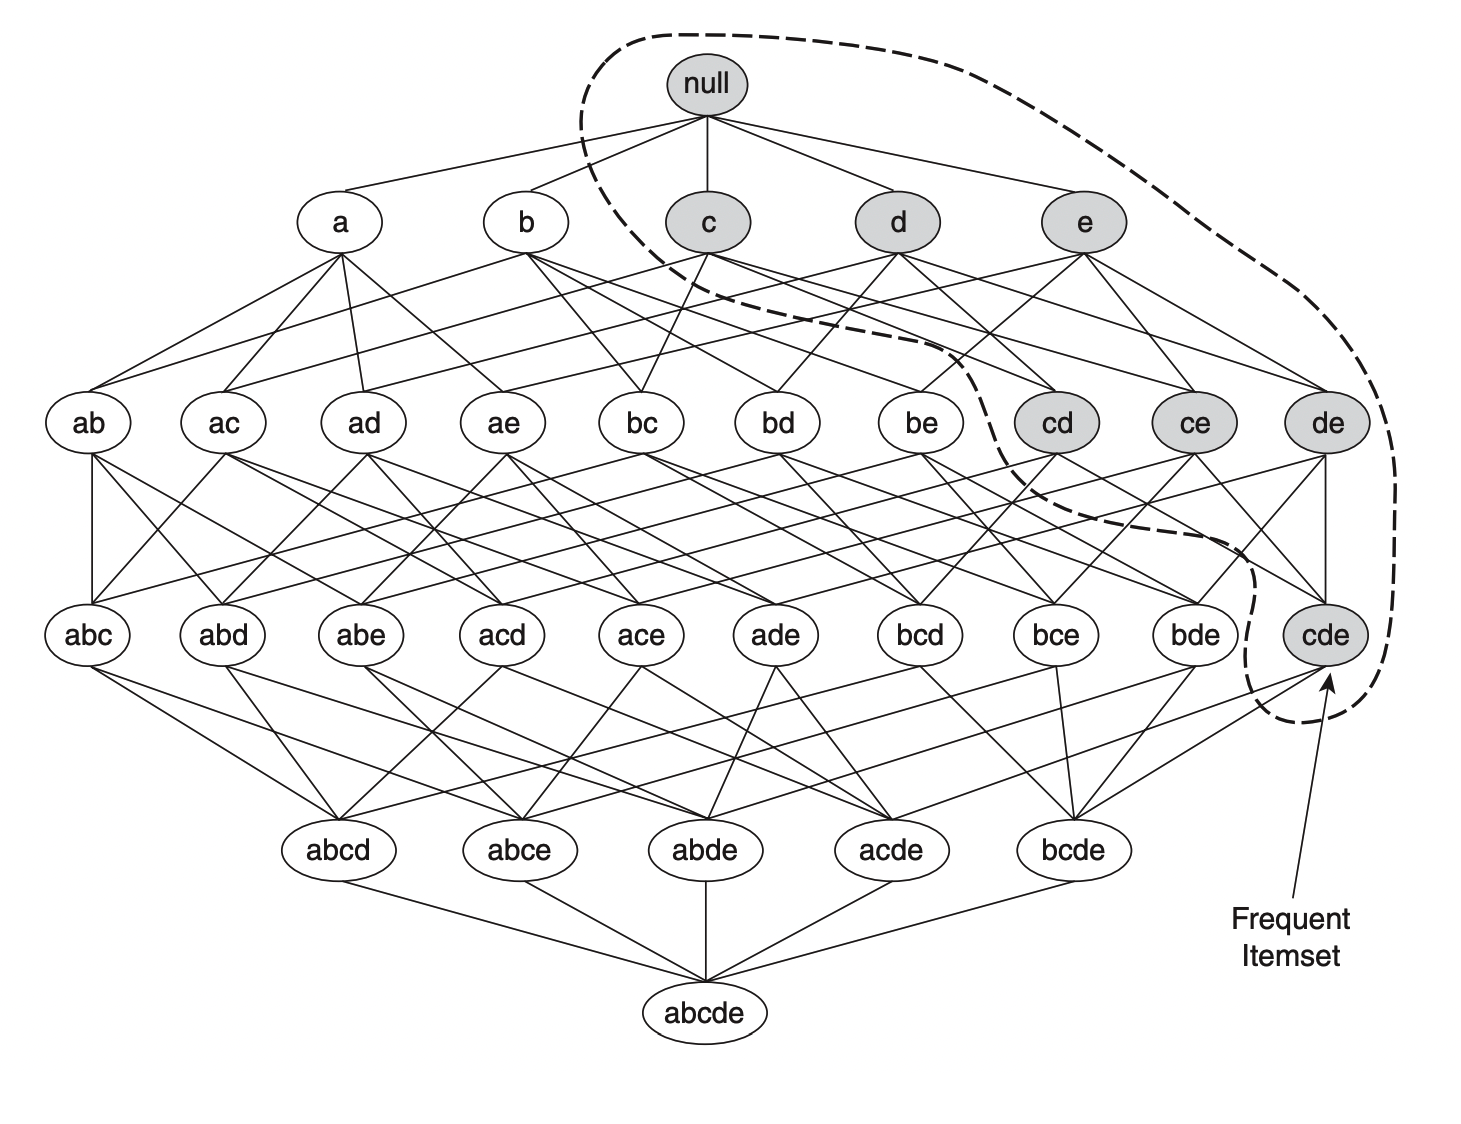 null
a b c d e
ab ac ad ae bc bd be cd ce de
abc abd abe acd ace ade bcd bce bde cde
abcd abce abde acde bcde
Frequent
Itemset
abcde